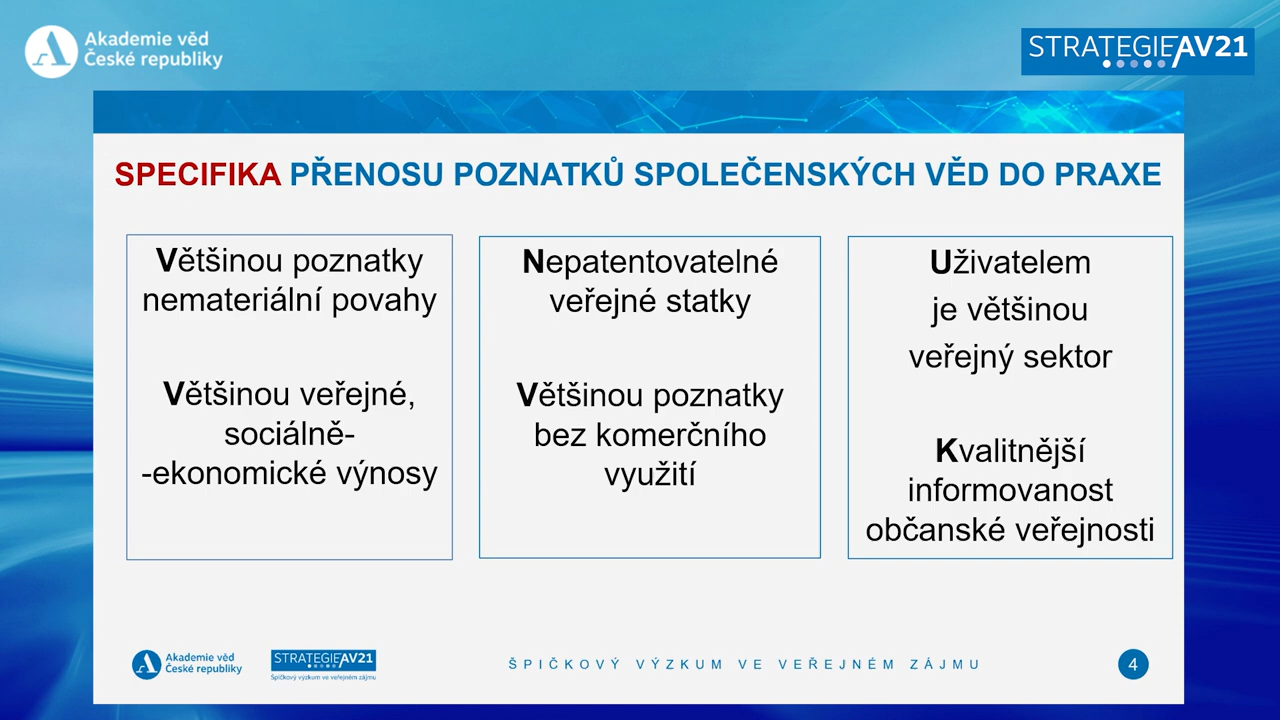 Akademie věd
České republiky
STRATEGIE AV21
SPECIFIKA PŘENOSU POZNATKŮ SPOLEČENSKÝCH VĚD DO PRAXE
Většinou poznatky
nemateriální povahy
Většinou veřejné,
sociálně-
-ekonomické výnosy
Nepatentovatelné
veřejné statky
Většinou poznatky
bez komerčního
využití
Uživatelem
je většinou
veřejný sektor
Kvalitnější
informovanost
občanské veřejnosti
Akademie věd
České republiky
STRATEGIE AV21
Špičkový výzkum ve veřejném zájmu
ŠPIČKOVÝ VÝZKUM VE VEŘEJNÉM ZÁJMU
4